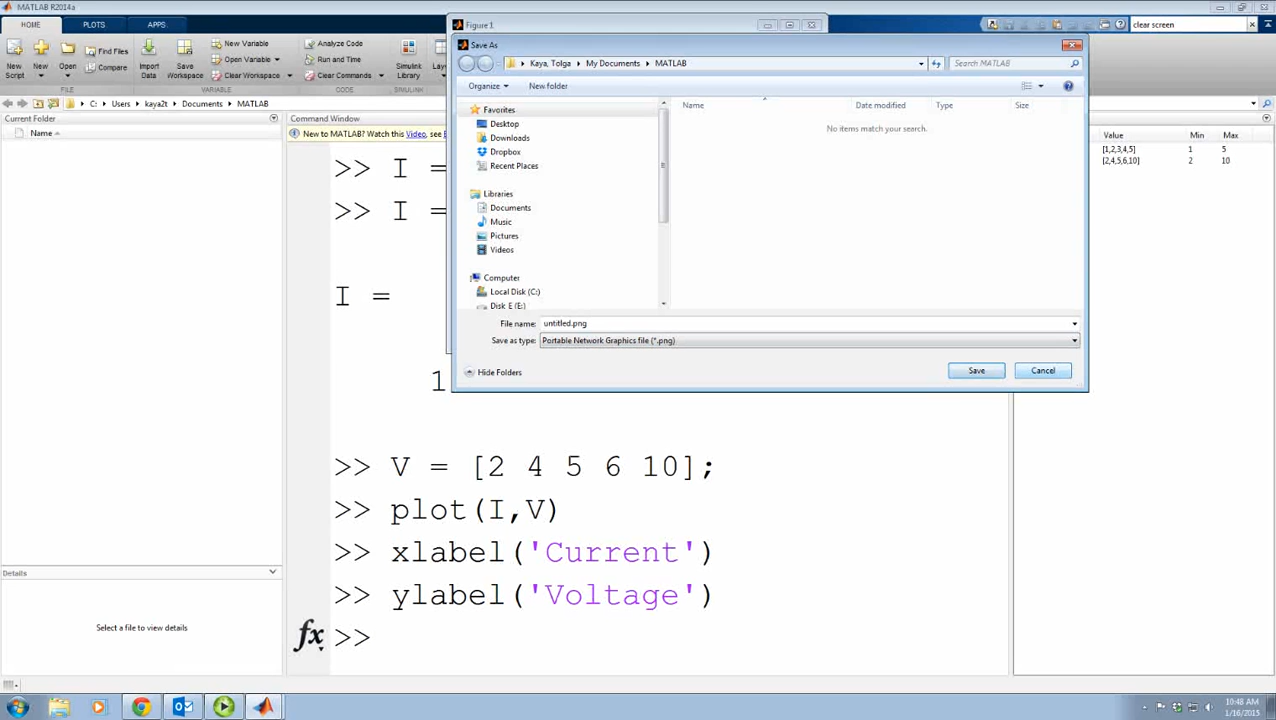 MATLAB R2014a
HOME PLOTS APPS
clear screen
New Script
New
Open
Find Files
Compare
Import Data
Save Workspace
New Variable
Open Variable
Clear Workspace
Analyze Code
Run and Time
Clear Commands
Simulink Library
FILE VARIABLE CODE SIMULINK
C: Users kaya2t Documents MATLAB
Current Folder
Name
Command Window
New to MATLAB? Watch this Video, see
>> I =
>> I =
I =
1
>> V = [2 4 5 6 10];
>> plot(I,V)
>> xlabel('Current')
>> ylabel('Voltage')
fx >>
Details
Select a file to view details
Figure 1
Save As
Kaya, Tolga My Documents MATLAB
Search MATLAB
Organize New folder
Favorites
Desktop
Downloads
Dropbox
Recent Places
Libraries
Documents
Music
Pictures
Videos
Computer
Local Disk (C:)
Disk E (E:)
Name Date modified Type Size
No items match your search.
File name: untitled.png
Save as type: Portable Network Graphics file (*.png)
Hide Folders
Save Cancel
Value Min Max
[1,2,3,4,5] 1 5
[2,4,5,6,10] 2 10
10:48 AM
1/16/2015